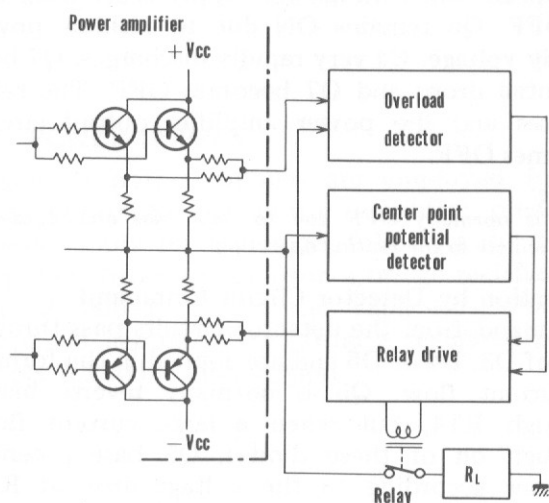 Power amplifier
+Vcc
Overload
detector
Center point
potential
detector
Relay drive
−Vcc
RL
Relay